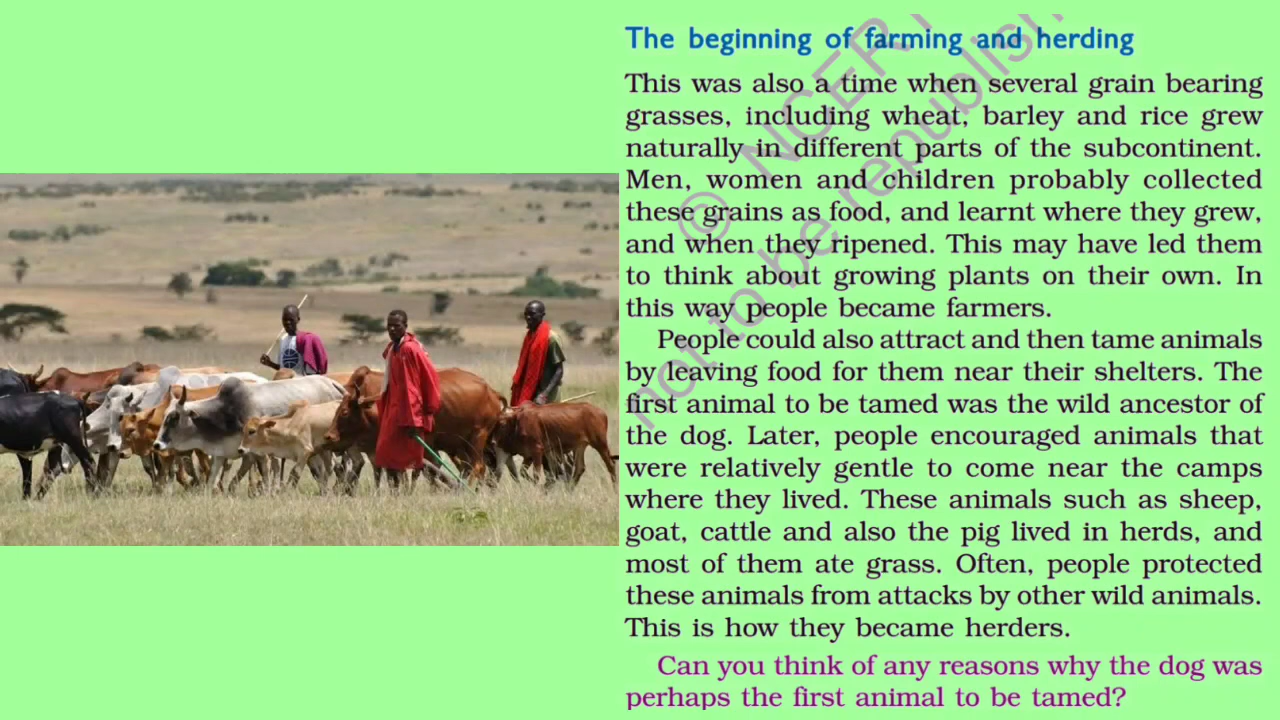 The beginning of farming and herding
This was also a time when several grain bearing
grasses, including wheat, barley and rice grew
naturally in different parts of the subcontinent.
Men, women and children probably collected
these grains as food, and learnt where they grew,
and when they ripened. This may have led them
to think about growing plants on their own. In
this way people became farmers.
People could also attract and then tame animals
by leaving food for them near their shelters. The
first animal to be tamed was the wild ancestor of
the dog. Later, people encouraged animals that
were relatively gentle to come near the camps
where they lived. These animals such as sheep,
goat, cattle and also the pig lived in herds, and
most of them ate grass. Often, people protected
these animals from attacks by other wild animals.
This is how they became herders.
Can you think of any reasons why the dog was
perhaps the first animal to be tamed?
© NCERT
not to be republish